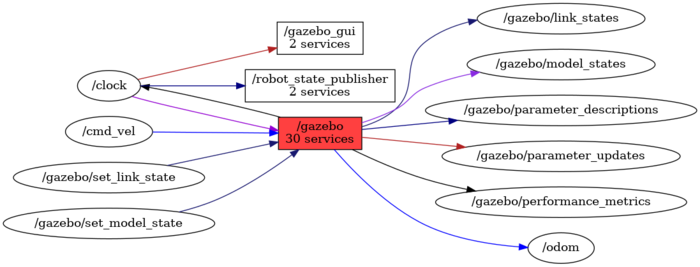 /gazebo_gui
2 services
/clock
/robot_state_publisher
2 services
/cmd_vel
/gazebo
30 services
/gazebo/set_link_state
/gazebo/set_model_state
/gazebo/link_states
/gazebo/model_states
/gazebo/parameter_descriptions
/gazebo/parameter_updates
/gazebo/performance_metrics
/odom